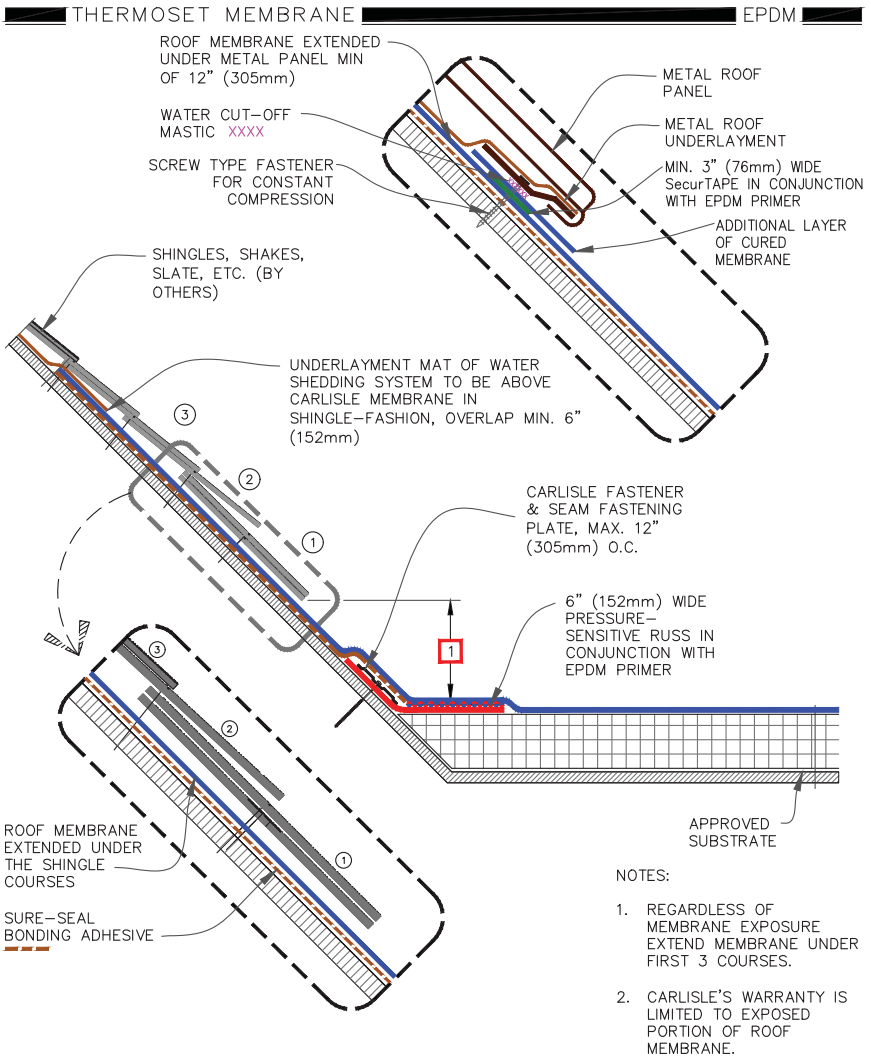 THERMOSET MEMBRANE
EPDM
ROOF MEMBRANE EXTENDED
UNDER METAL PANEL MIN
OF 12" (305mm)
WATER CUT-OFF
MASTIC XXXX
SCREW TYPE FASTENER
FOR CONSTANT
COMPRESSION
METAL ROOF
PANEL
METAL ROOF
UNDERLAYMENT
MIN. 3" (76mm) WIDE
SecurTAPE IN CONJUNCTION
WITH EPDM PRIMER
ADDITIONAL LAYER
OF CURED
MEMBRANE
XXXXX
SHINGLES, SHAKES,
SLATE, ETC. (BY
OTHERS)
UNDERLAYMENT MAT OF WATER
SHEDDING SYSTEM TO BE ABOVE
CARLISLE MEMBRANE IN
SHINGLE-FASHION, OVERLAP MIN. 6"
(152mm)
3
2
1
CARLISLE FASTENER
& SEAM FASTENING
PLATE, MAX. 12"
(305mm) O.C.
6" (152mm) WIDE
PRESSURE-
SENSITIVE RUSS IN
CONJUNCTION WITH
EPDM PRIMER
1
3
2
1
ROOF MEMBRANE
EXTENDED UNDER
THE SHINGLE
COURSES
SURE-SEAL
BONDING ADHESIVE
APPROVED
SUBSTRATE
NOTES:
1. REGARDLESS OF
MEMBRANE EXPOSURE
EXTEND MEMBRANE UNDER
FIRST 3 COURSES.
2. CARLISLE'S WARRANTY IS
LIMITED TO EXPOSED
PORTION OF ROOF
MEMBRANE.